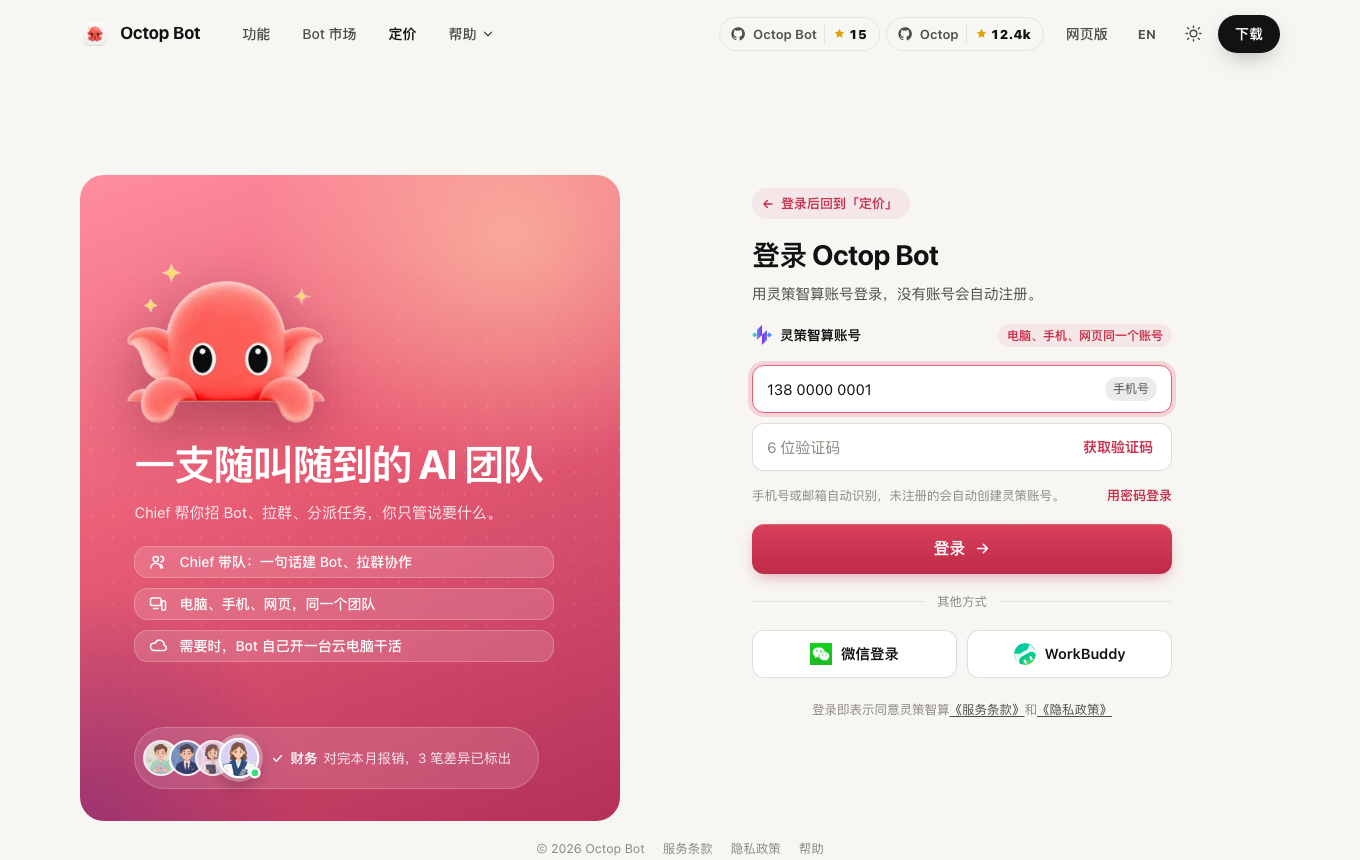 Octop Bot 功能 Bot 市场 定价 帮助 Octop Bot 15 Octop 12.4k 网页版 EN 下载
一支随叫随到的 AI 团队
Chief 帮你招 Bot、拉群、分派任务，你只管说要什么。
Chief 带队：一句话建 Bot、拉群协作
电脑、手机、网页，同一个团队
需要时，Bot 自己开一台云电脑干活
财务 对完本月报销，3 笔差异已标出
登录后回到「定价」
登录 Octop Bot
用灵策智算账号登录，没有账号会自动注册。
灵策智算账号 电脑、手机、网页同一个账号
138 0000 0001 手机号
6 位验证码 获取验证码
手机号或邮箱自动识别，未注册的会自动创建灵策账号。 用密码登录
登录 →
其他方式
微信登录 WorkBuddy
登录即表示同意灵策智算《服务条款》和《隐私政策》
© 2026 Octop Bot 服务条款 隐私政策 帮助